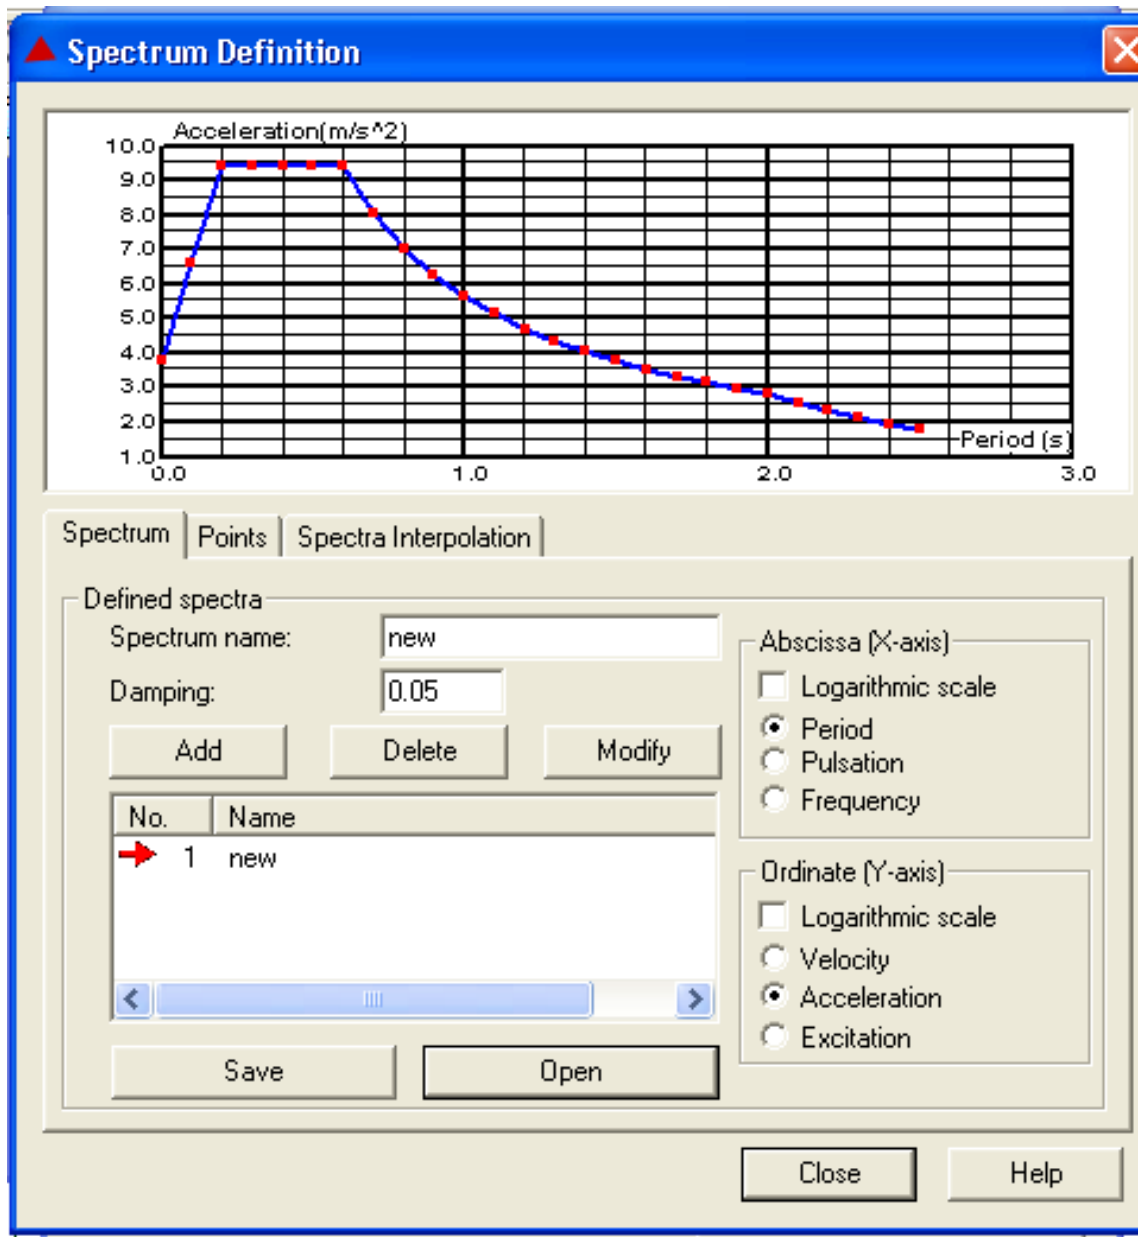 Spectrum Definition
Acceleration(m/s^2)
10.0
9.0
8.0
7.0
6.0
5.0
4.0
3.0
2.0
1.0
Period (s)
0.0 1.0 2.0 3.0
Spectrum Points Spectra Interpolation
Defined spectra
Spectrum name: new
Damping: 0.05
Add Delete Modify
No. Name
1 new
Save Open
Abscissa (X-axis)
Logarithmic scale
Period
Pulsation
Frequency
Ordinate (Y-axis)
Logarithmic scale
Velocity
Acceleration
Excitation
Close Help